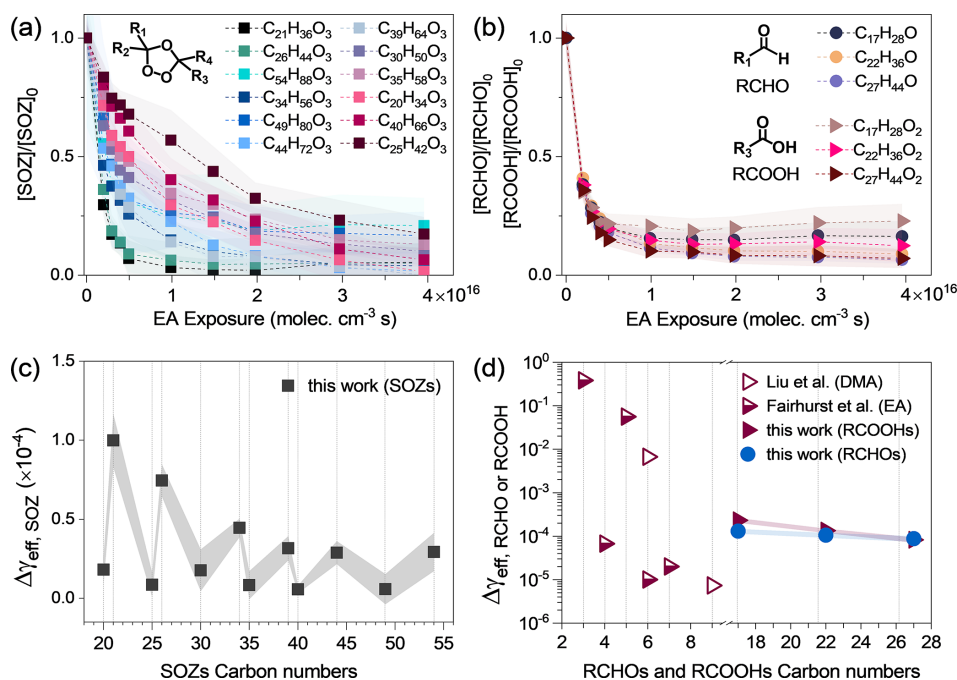 (a)
[SOZ]/[SOZ]₀
1.0
0.5
0.0
R₁
R₂
O
O–O
R₄
R₃
C₂₁H₃₆O₃
C₂₆H₄₄O₃
C₅₄H₈₈O₃
C₃₄H₅₆O₃
C₄₉H₈₀O₃
C₄₄H₇₂O₃
C₃₉H₆₄O₃
C₃₀H₅₀O₃
C₃₅H₅₈O₃
C₂₀H₃₄O₃
C₄₀H₆₆O₃
C₂₅H₄₂O₃
0 1 2 3 4×10¹⁶
EA Exposure (molec. cm⁻³ s)
(b)
[RCHO]/[RCHO]₀
[RCOOH]/[RCOOH]₀
1.0
0.5
0.0
O
R₁ H
RCHO
O
R₃ OH
RCOOH
C₁₇H₂₈O
C₂₂H₃₆O
C₂₇H₄₄O
C₁₇H₂₈O₂
C₂₂H₃₆O₂
C₂₇H₄₄O₂
0 1 2 3 4×10¹⁶
EA Exposure (molec. cm⁻³ s)
(c)
Δγeff, SOZ (×10⁻⁴)
1.5
1.0
0.5
0.0
this work (SOZs)
20 25 30 35 40 45 50 55
SOZs Carbon numbers
(d)
Δγeff, RCHO or RCOOH
10⁰
10⁻¹
10⁻²
10⁻³
10⁻⁴
10⁻⁵
10⁻⁶
Liu et al. (DMA)
Fairhurst et al. (EA)
this work (RCOOHs)
this work (RCHOs)
2 4 6 8 16 18 20 22 24 26 28
RCHOs and RCOOHs Carbon numbers